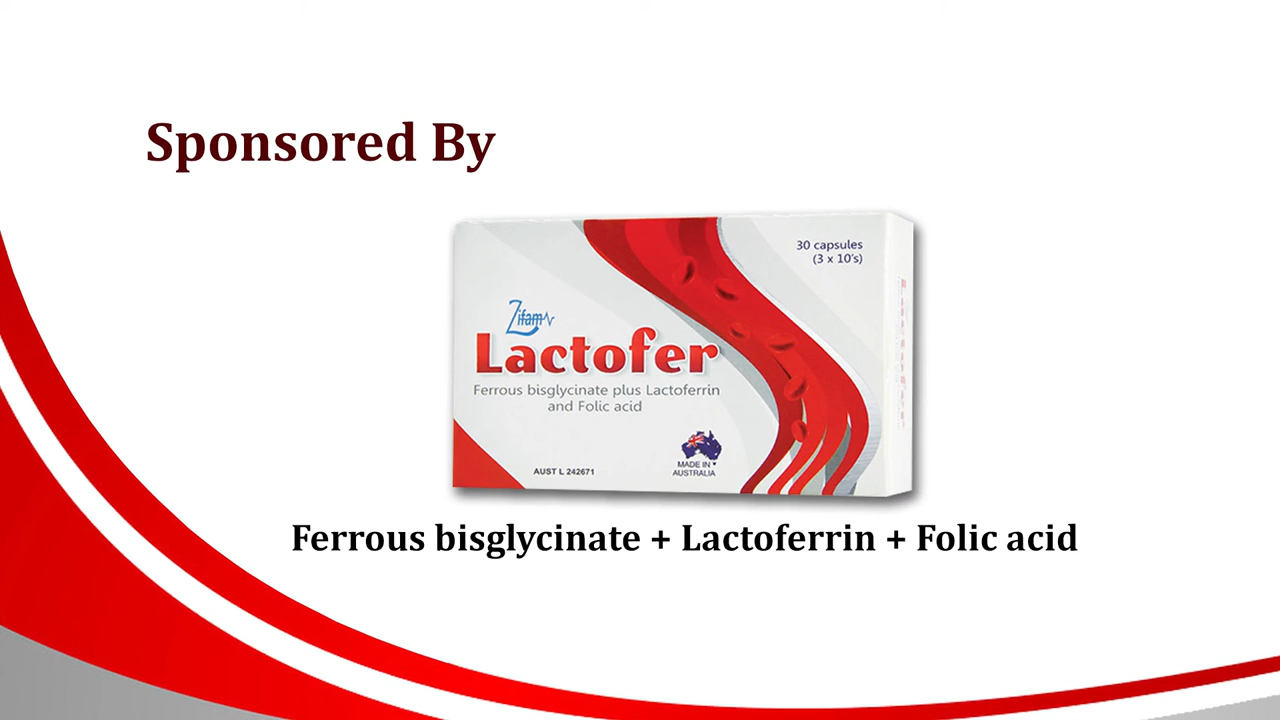 Sponsored By
30 capsules
(3 x 10's)
Zifam
Lactofer
Ferrous bisglycinate plus Lactoferrin
and Folic acid
AUST L 242671
MADE IN
AUSTRALIA
Ferrous bisglycinate + Lactoferrin + Folic acid